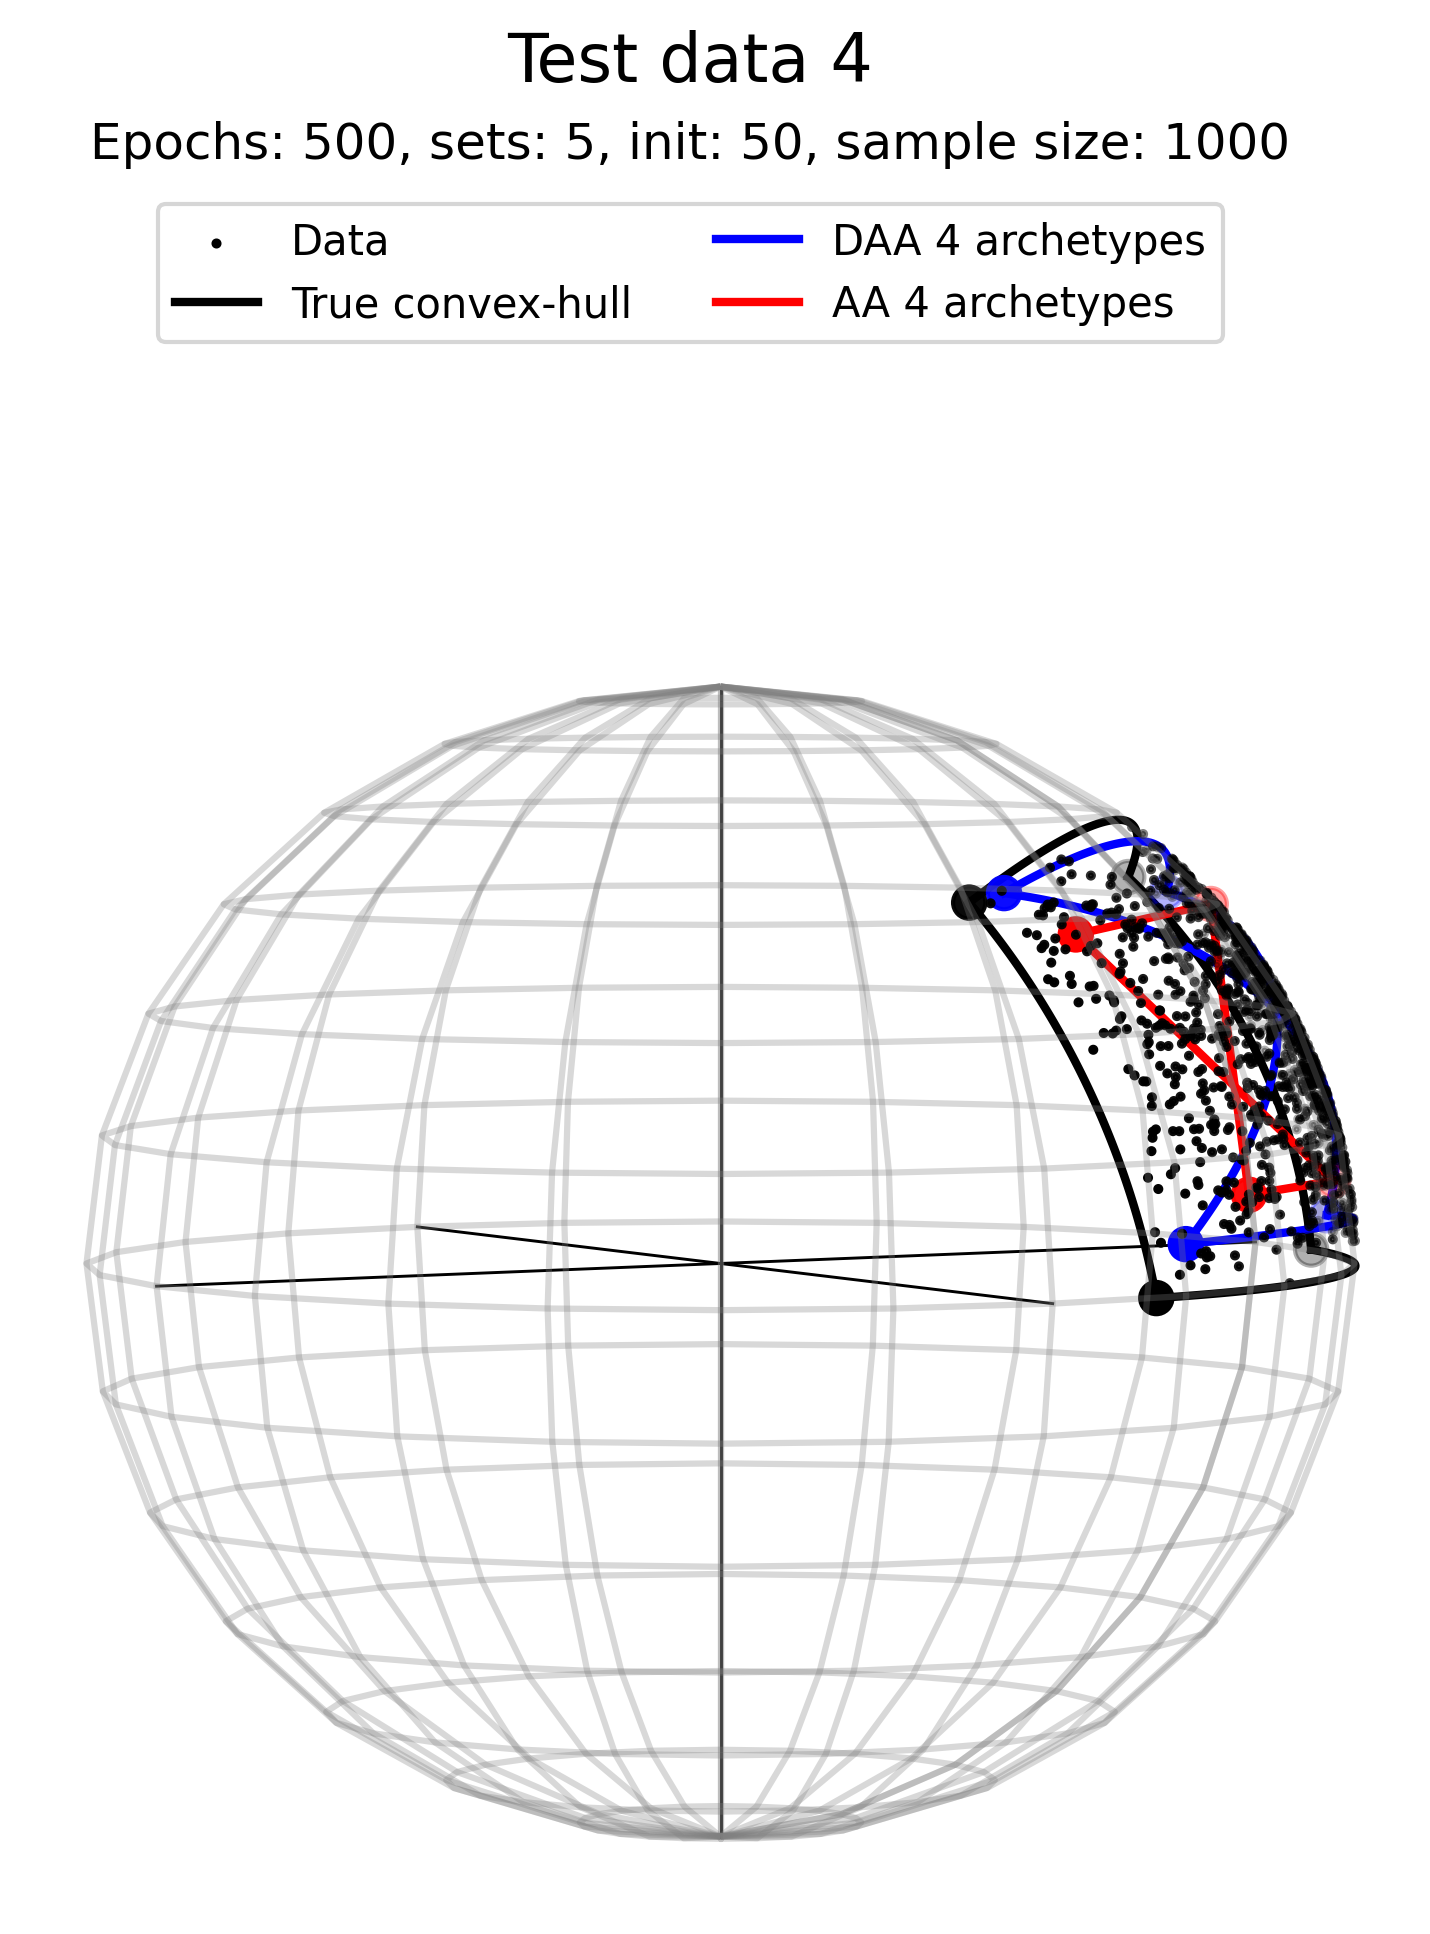 Test data 4
Epochs: 500, sets: 5, init: 50, sample size: 1000
Data
True convex-hull
DAA 4 archetypes
AA 4 archetypes